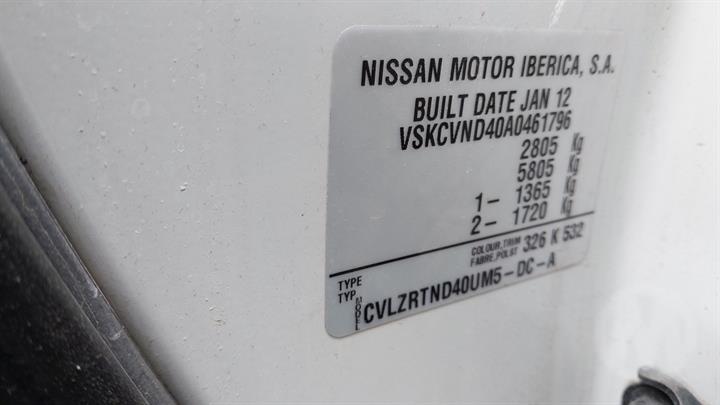 NISSAN MOTOR IBERICA, S.A.
BUILT DATE JAN 12
VSKCVND40A0461796
2805 Kg
5805 Kg
1- 1365 Kg
2- 1720 Kg
COLOUR,TRIM 326 K 532
FABRE,POLST
TYPE
TYP
MODEL CVLZRTND40UM5-DC-A